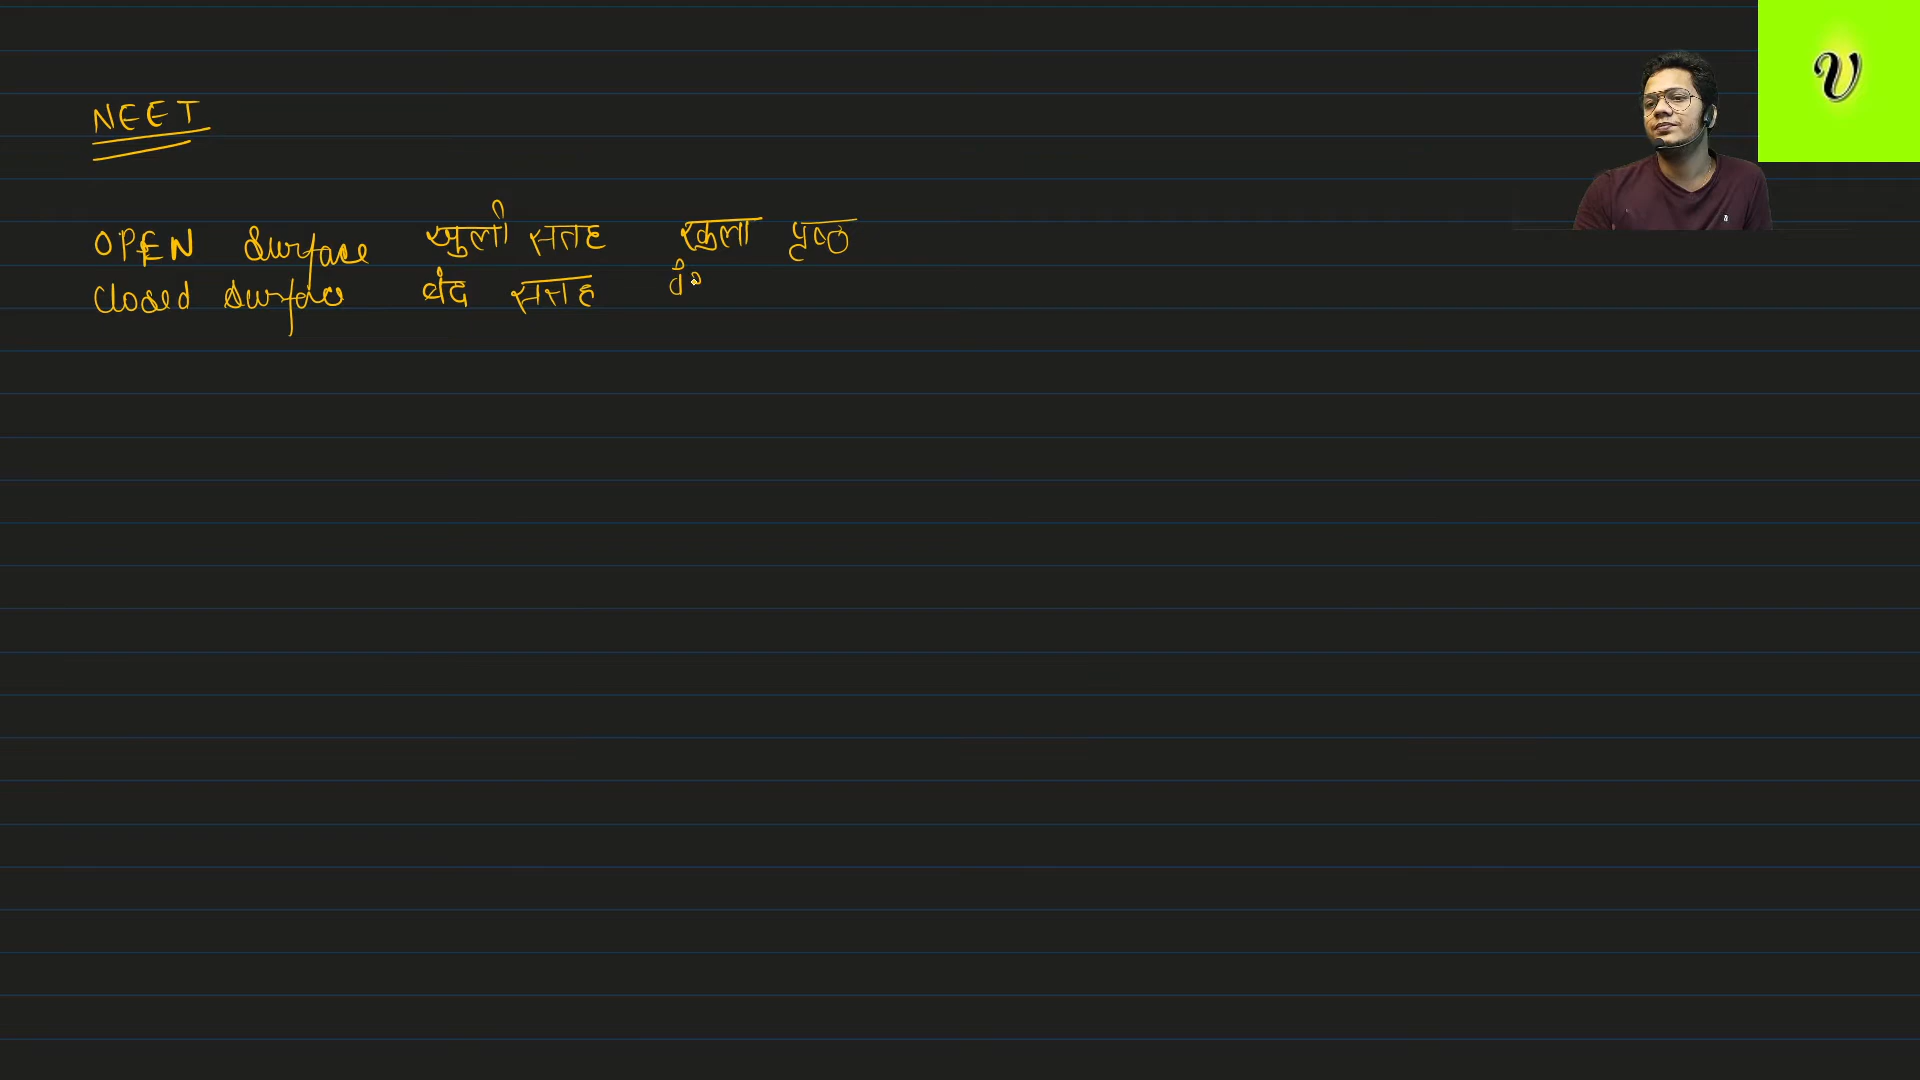 NEET
OPEN Surface खुली सतह खुला पृष्ठ
Closed Surface बंद सतह